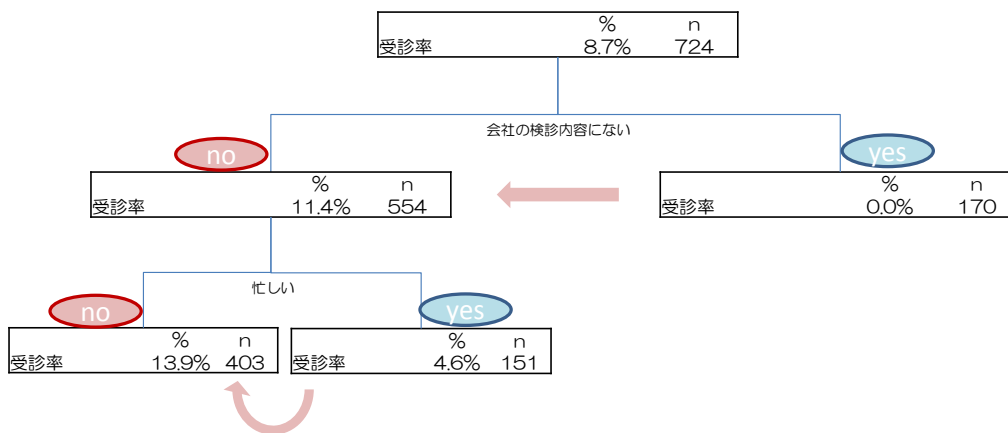 % n
受診率 8.7% 724
会社の検診内容にない
no
yes
% n
受診率 11.4% 554
% n
受診率 0.0% 170
忙しい
no
yes
% n
受診率 13.9% 403
% n
受診率 4.6% 151